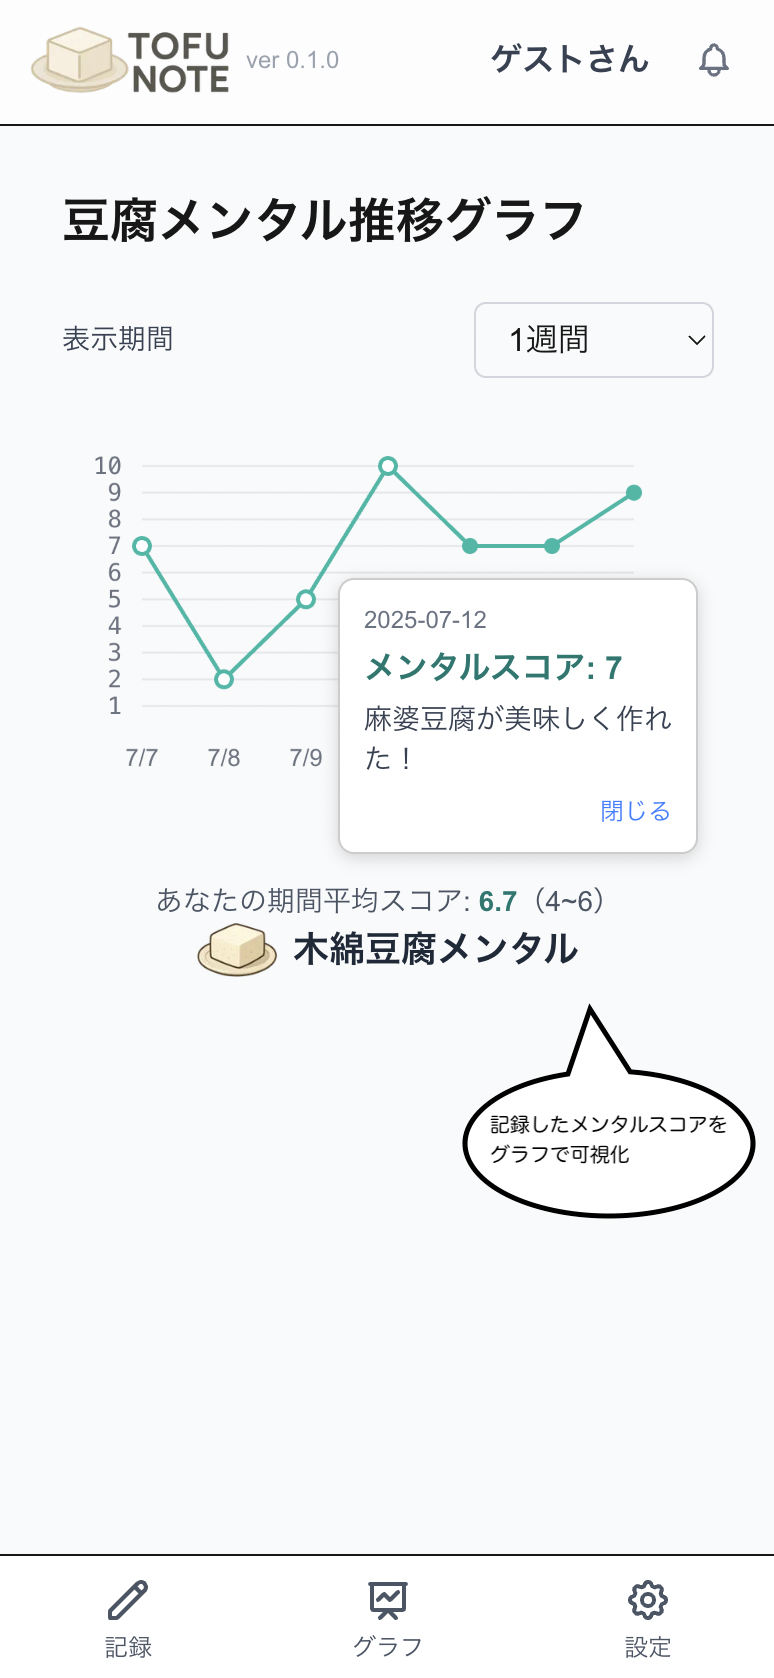 TOFU
NOTE
ver 0.1.0
ゲストさん
豆腐メンタル推移グラフ
表示期間
1週間
10
9
8
7
6
5
4
3
2
1
7/7
7/8
7/9
2025-07-12
メンタルスコア: 7
麻婆豆腐が美味しく作れ
た！
閉じる
あなたの期間平均スコア: 6.7（4~6）
木綿豆腐メンタル
記録したメンタルスコアを
グラフで可視化
記録
グラフ
設定